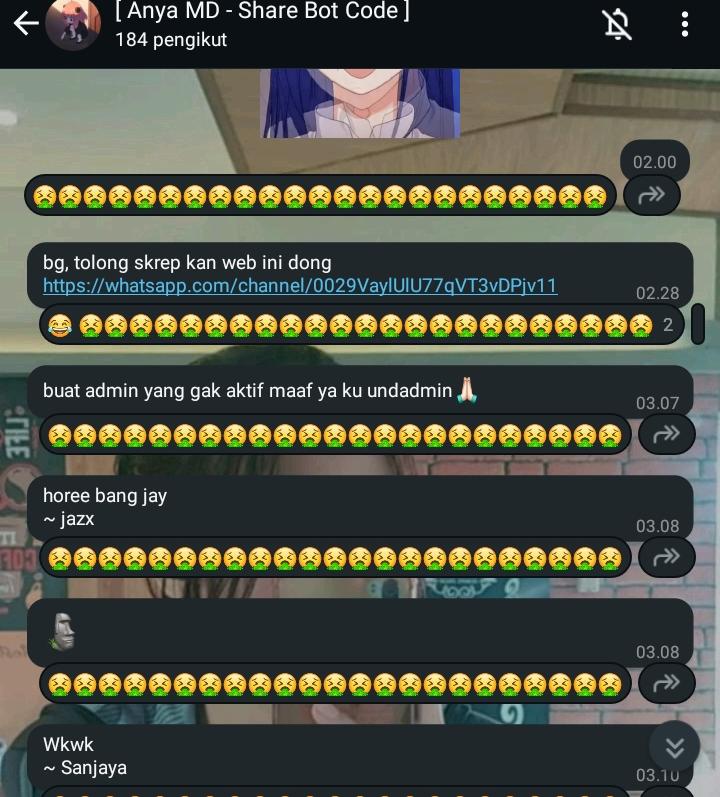 [ Anya MD - Share Bot Code ]
184 pengikut
02.00
🤮🤮🤮🤮🤮🤮🤮🤮🤮🤮🤮🤮🤮🤮🤮🤮🤮🤮🤮🤮🤮🤮🤮
bg, tolong skrep kan web ini dong
https://whatsapp.com/channel/0029VaylUlU77qVT3vDPjv11
02.28
😂 🤮🤮🤮🤮🤮🤮🤮🤮🤮🤮🤮🤮🤮🤮🤮🤮🤮🤮🤮🤮🤮🤮🤮 2
buat admin yang gak aktif maaf ya ku undadmin🙏🏻
03.07
🤮🤮🤮🤮🤮🤮🤮🤮🤮🤮🤮🤮🤮🤮🤮🤮🤮🤮🤮🤮🤮🤮🤮
horee bang jay
~ jazx
03.08
🤮🤮🤮🤮🤮🤮🤮🤮🤮🤮🤮🤮🤮🤮🤮🤮🤮🤮🤮🤮🤮🤮🤮
🗿
03.08
🤮🤮🤮🤮🤮🤮🤮🤮🤮🤮🤮🤮🤮🤮🤮🤮🤮🤮🤮🤮🤮🤮🤮
Wkwk
~ Sanjaya
03.10